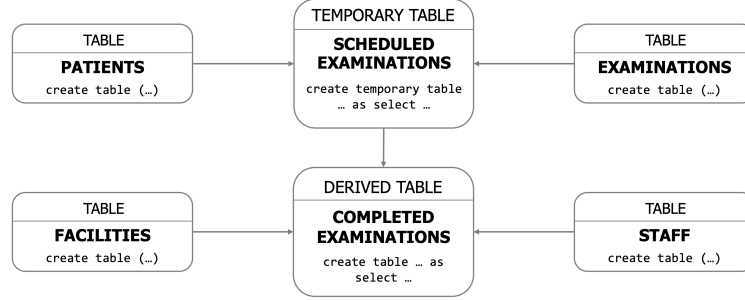 TABLE
PATIENTS
create table (…)
TEMPORARY TABLE
SCHEDULED
EXAMINATIONS
create temporary table
… as select …
TABLE
EXAMINATIONS
create table (…)
TABLE
FACILITIES
create table (…)
DERIVED TABLE
COMPLETED
EXAMINATIONS
create table … as
select …
TABLE
STAFF
create table (…)